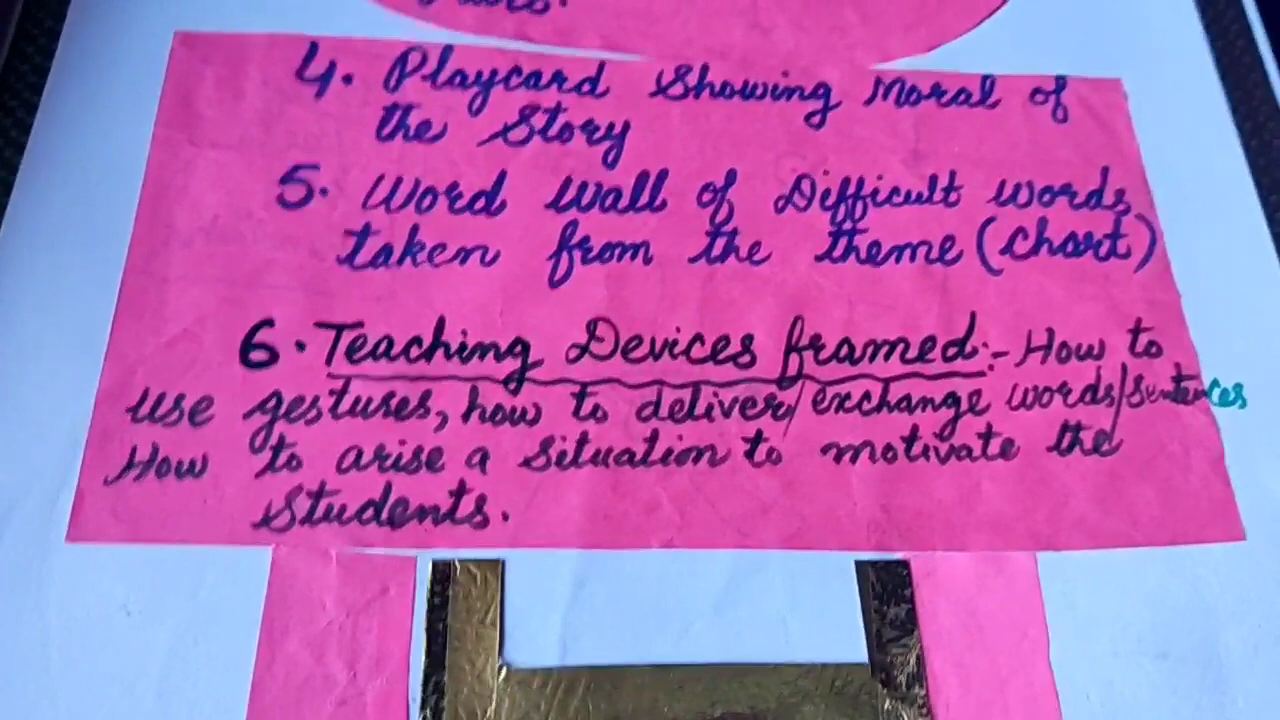 4. Playcard Showing Moral of
the Story
5. Word Wall of Difficult words
taken from the theme (chart)
6. Teaching Devices framed:- How to
use gestures, how to deliver/exchange words/sentences
How to arise a situation to motivate the
Students.